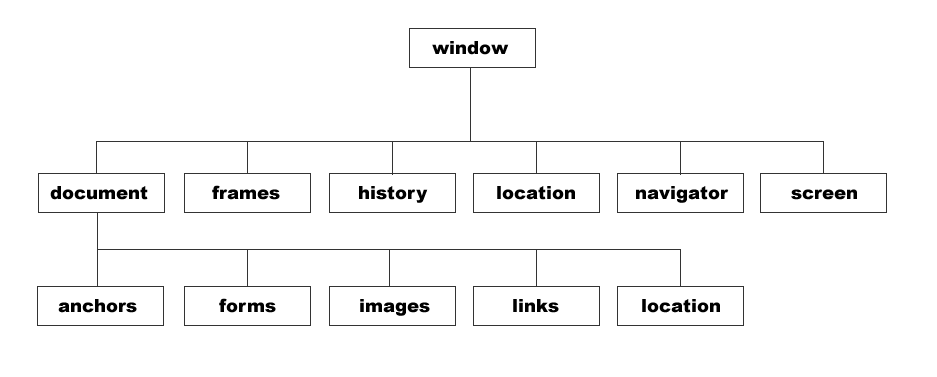 window
document
frames
history
location
navigator
screen
anchors
forms
images
links
location